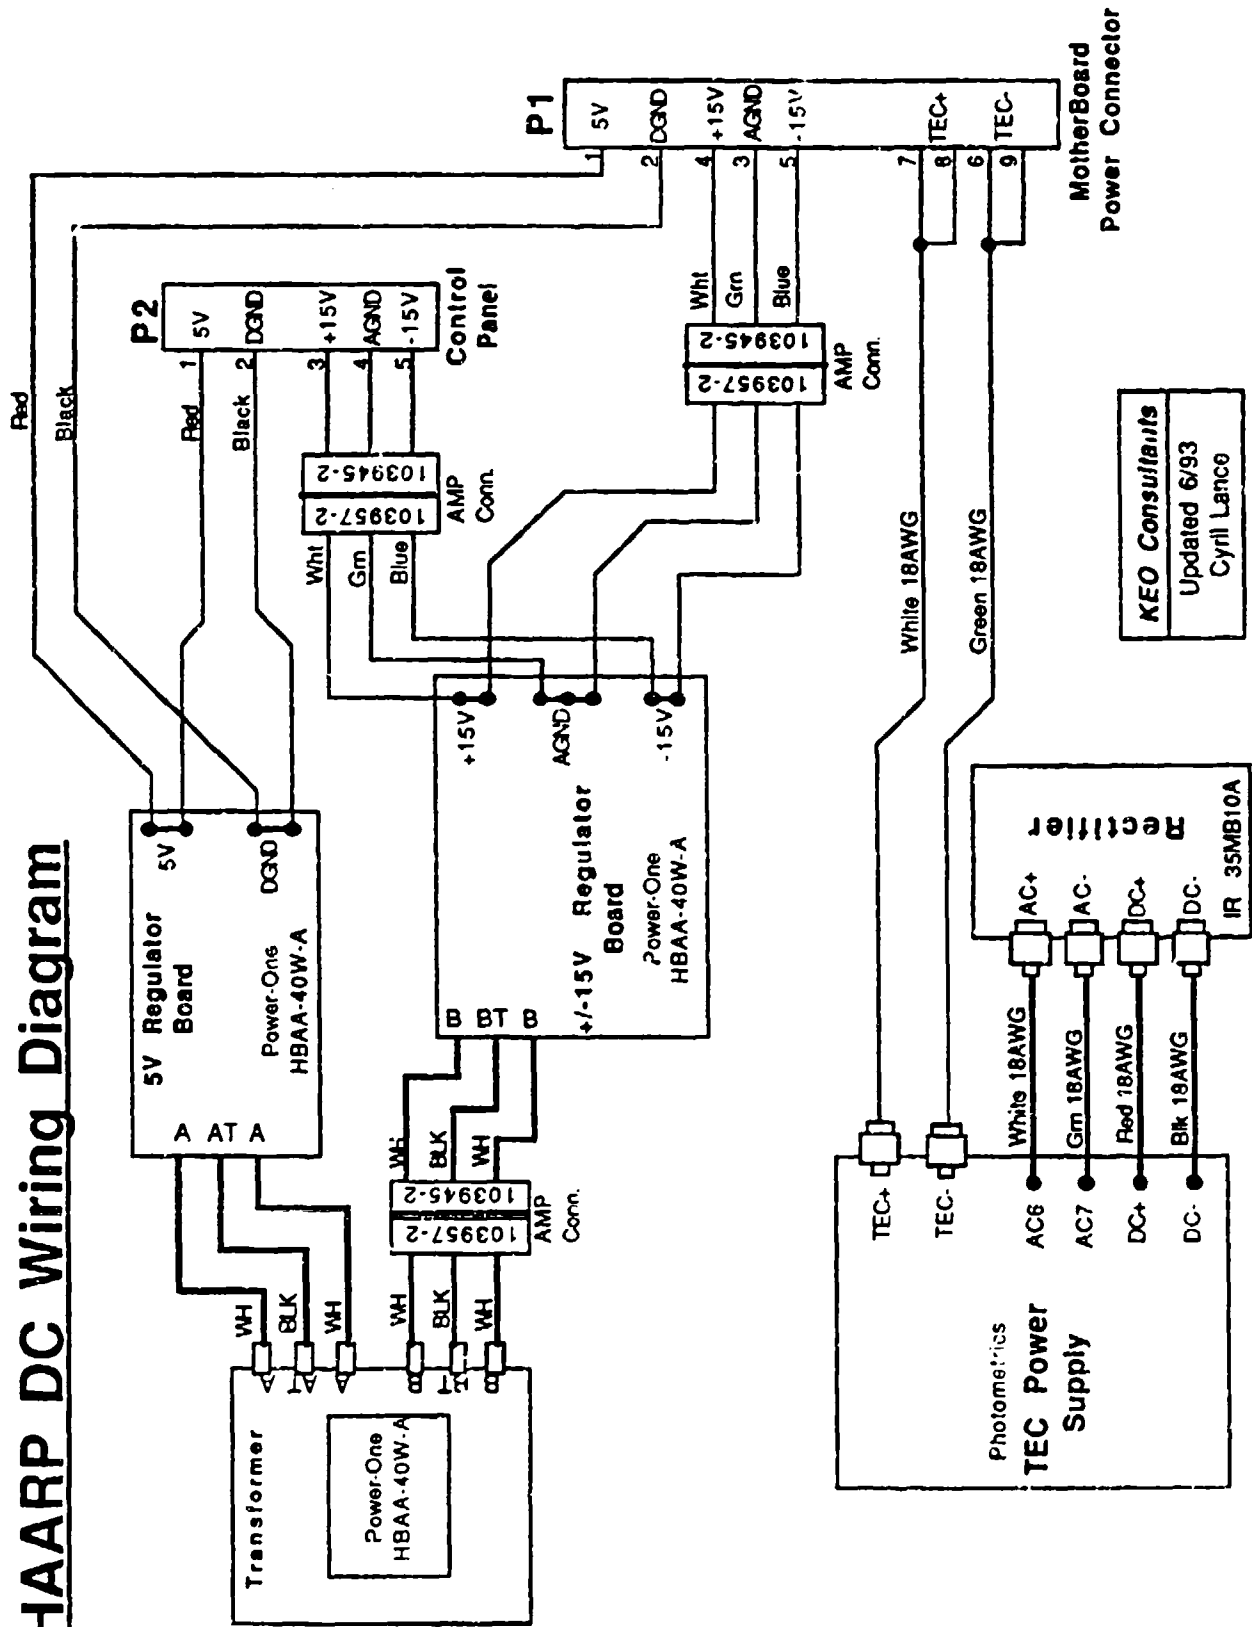 HAARP DC Wiring Diagram
Transformer
Power-One
HBAA-40W-A
A
AT
A
B
B
WH
BLK
WH
WH
BLK
WH
103957-2
103945-2
AMP
Conn.
WH
BLK
WH
A
AT
A
5V Regulator
Board
Power-One
HBAA-40W-A
5V
DGND
B
BT
B
+/-15V Regulator
Board
Power-One
HBAA-40W-A
+15V
AGND
-15V
Red
Black
Red
Black
Wht
Grn
Blue
103957-2
103945-2
AMP
Conn.
P2
1
2
3
4
5
5V
DGND
+15V
AGND
-15V
Control
Panel
103957-2
103945-2
AMP
Conn.
Wht
Grn
Blue
P1
1
2
4
3
5
7
8
6
9
5V
DGND
+15V
AGND
-15V
TEC+
TEC-
MotherBoard
Power Connector
Photometrics
TEC Power
Supply
TEC+
TEC-
AC6
AC7
DC+
DC-
White 18AWG
Green 18AWG
White 18AWG
Grn 18AWG
Red 18AWG
Blk 18AWG
AC+
AC-
DC+
DC-
Rectifier
IR 35MB10A
KEO Consultants
Updated 6/93
Cyril Lance